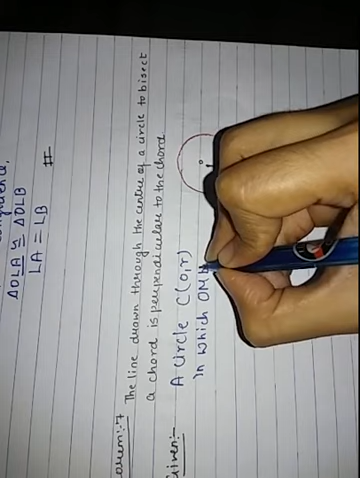 ΔOLA ≅ ΔOLB
LA = LB
#
The line drawn through the centre of a circle to bisect
a chord is perpendicular to the chord.
A circle C(O,r)
in which OM